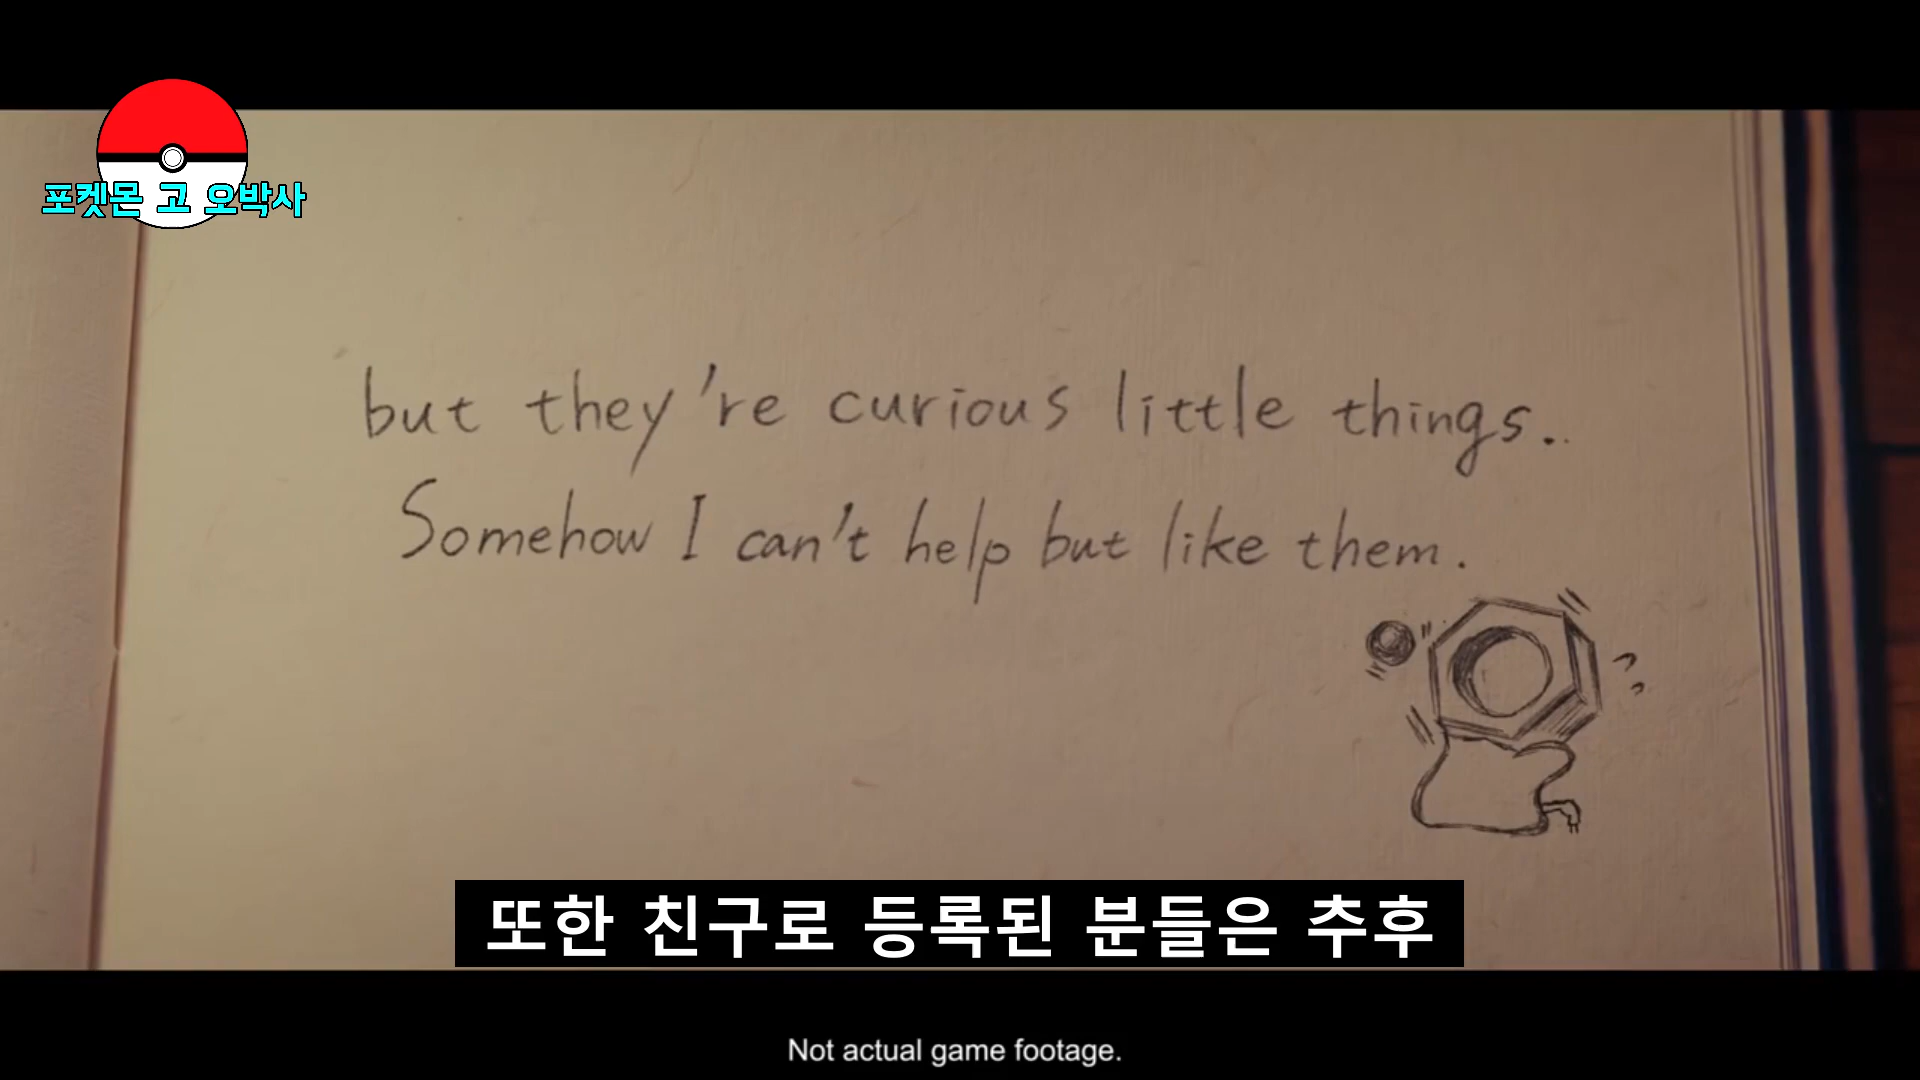 포켓몬 고 오박사
but they're curious little things.
Somehow I can't help but like them.
또한 친구로 등록된 분들은 추후
Not actual game footage.